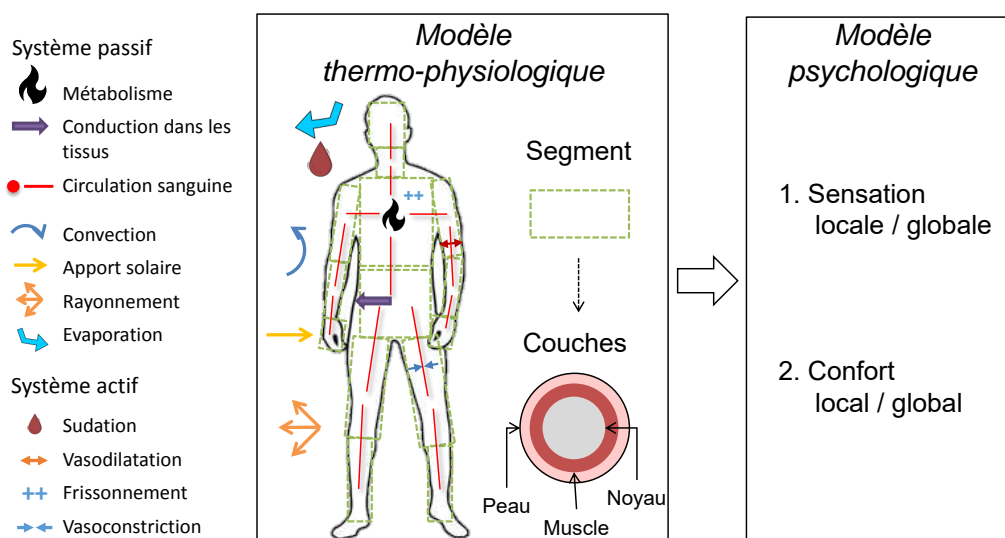 Système passif
Métabolisme
Conduction dans les
tissus
Circulation sanguine
Convection
Apport solaire
Rayonnement
Evaporation
Système actif
Sudation
Vasodilatation
Frissonnement
Vasoconstriction
Modèle
thermo-physiologique
Segment
Couches
Peau
Noyau
Muscle
Modèle
psychologique
1. Sensation
locale / globale
2. Confort
local / global